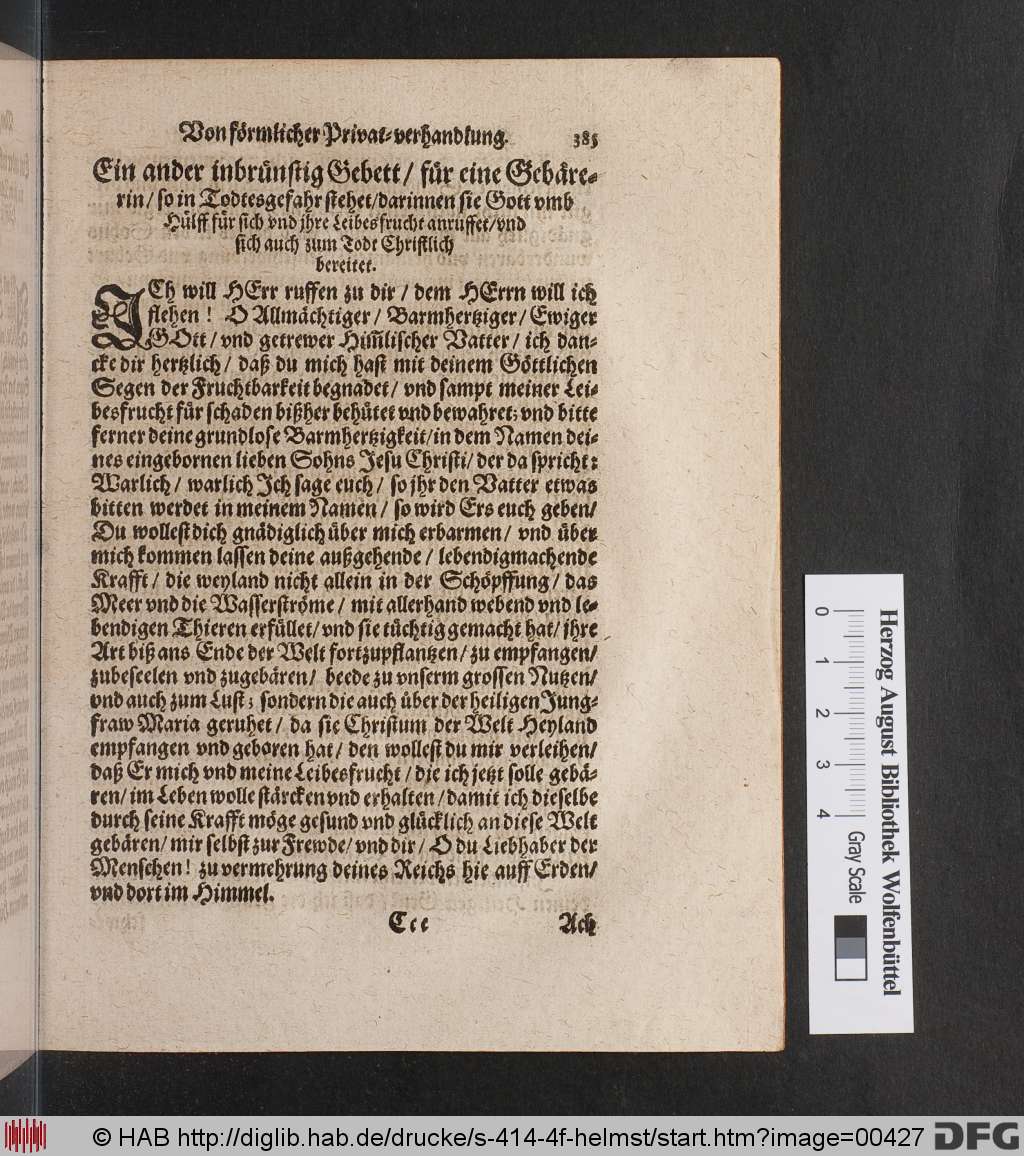 Von förmlicher Privat-verhandlung. 385
Ein ander inbrünstig Gebett / für eine Gebäre-
rin / so in Todtesgefahr stehet / darinnen sie Gott vmb
Hülff für sich vnd jhre Leibesfrucht anruffet / vnd
sich auch zum Todt Christlich
bereitet.
ICh will HErr ruffen zu dir / dem HErrn will ich
flehen ! O Allmächtiger / Barmhertziger / Ewiger
GOtt / vnd getrewer Him̃lischer Vatter / ich dan-
cke dir hertzlich / daß du mich hast mit deinem Göttlichen
Segen der Fruchtbarkeit begnadet / vnd sampt meiner Lei-
besfrucht für schaden bißher behütet vnd bewahret; vnd bitte
ferner deine grundlose Barmhertzigkeit / in dem Namen dei-
nes eingebornen lieben Sohns Jesu Christi / der da spricht:
Warlich / warlich Ich sage euch / so jhr den Vatter etwas
bitten werdet in meinem Namen / so wird Ers euch geben /
Du wollest dich gnädiglich über mich erbarmen / vnd über
mich kommen lassen deine außgehende / lebendigmachende
Krafft / die weyland nicht allein in der Schöpffung / das
Meer vnd die Wasserströme / mit allerhand webend vnd le-
bendigen Thieren erfüllet / vnd sie tüchtig gemacht hat / jhre
Art biß ans Ende der Welt fortzupflantzen / zu empfangen /
zubeseelen vnd zugebären / beede zu vnserm grossen Nutzen /
vnd auch zum Lust; sondern die auch über der heiligen Jung-
fraw Maria geruhet / da sie Christum der Welt Heyland
empfangen vnd geboren hat / den wollest du mir verleihen /
daß Er mich vnd meine Leibesfrucht / die ich jetzt solle gebä-
ren / im Leben wolle stärcken vnd erhalten / damit ich dieselbe
durch seine Krafft möge gesund vnd glücklich an diese Welt
gebären / mir selbst zur Frewde / vnd dir / O du Liebhaber der
Menschen ! zu vermehrung deines Reichs hie auff Erden /
vnd dort im Himmel.
Ccc Ach
Herzog August Bibliothek Wolfenbüttel
0 1 2 3 4 Gray Scale
© HAB http://diglib.hab.de/drucke/s-414-4f-helmst/start.htm?image=00427 DFG